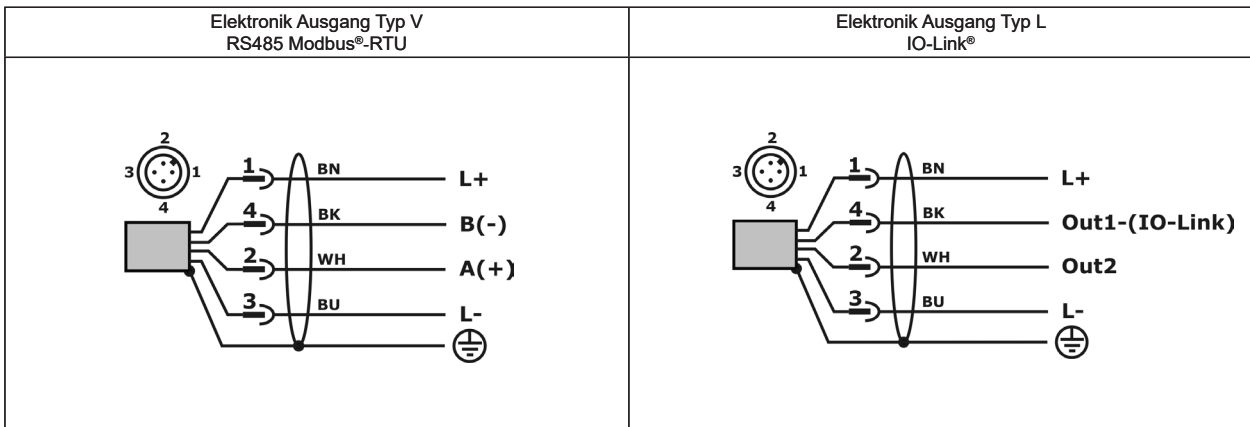 Elektronik Ausgang Typ V
RS485 Modbus®-RTU
Elektronik Ausgang Typ L
IO-Link®
2
3 1
4
1 BN L+
4 BK B(-)
2 WH A(+)
3 BU L-
2
3 1
4
1 BN L+
4 BK Out1-(IO-Link)
2 WH Out2
3 BU L-